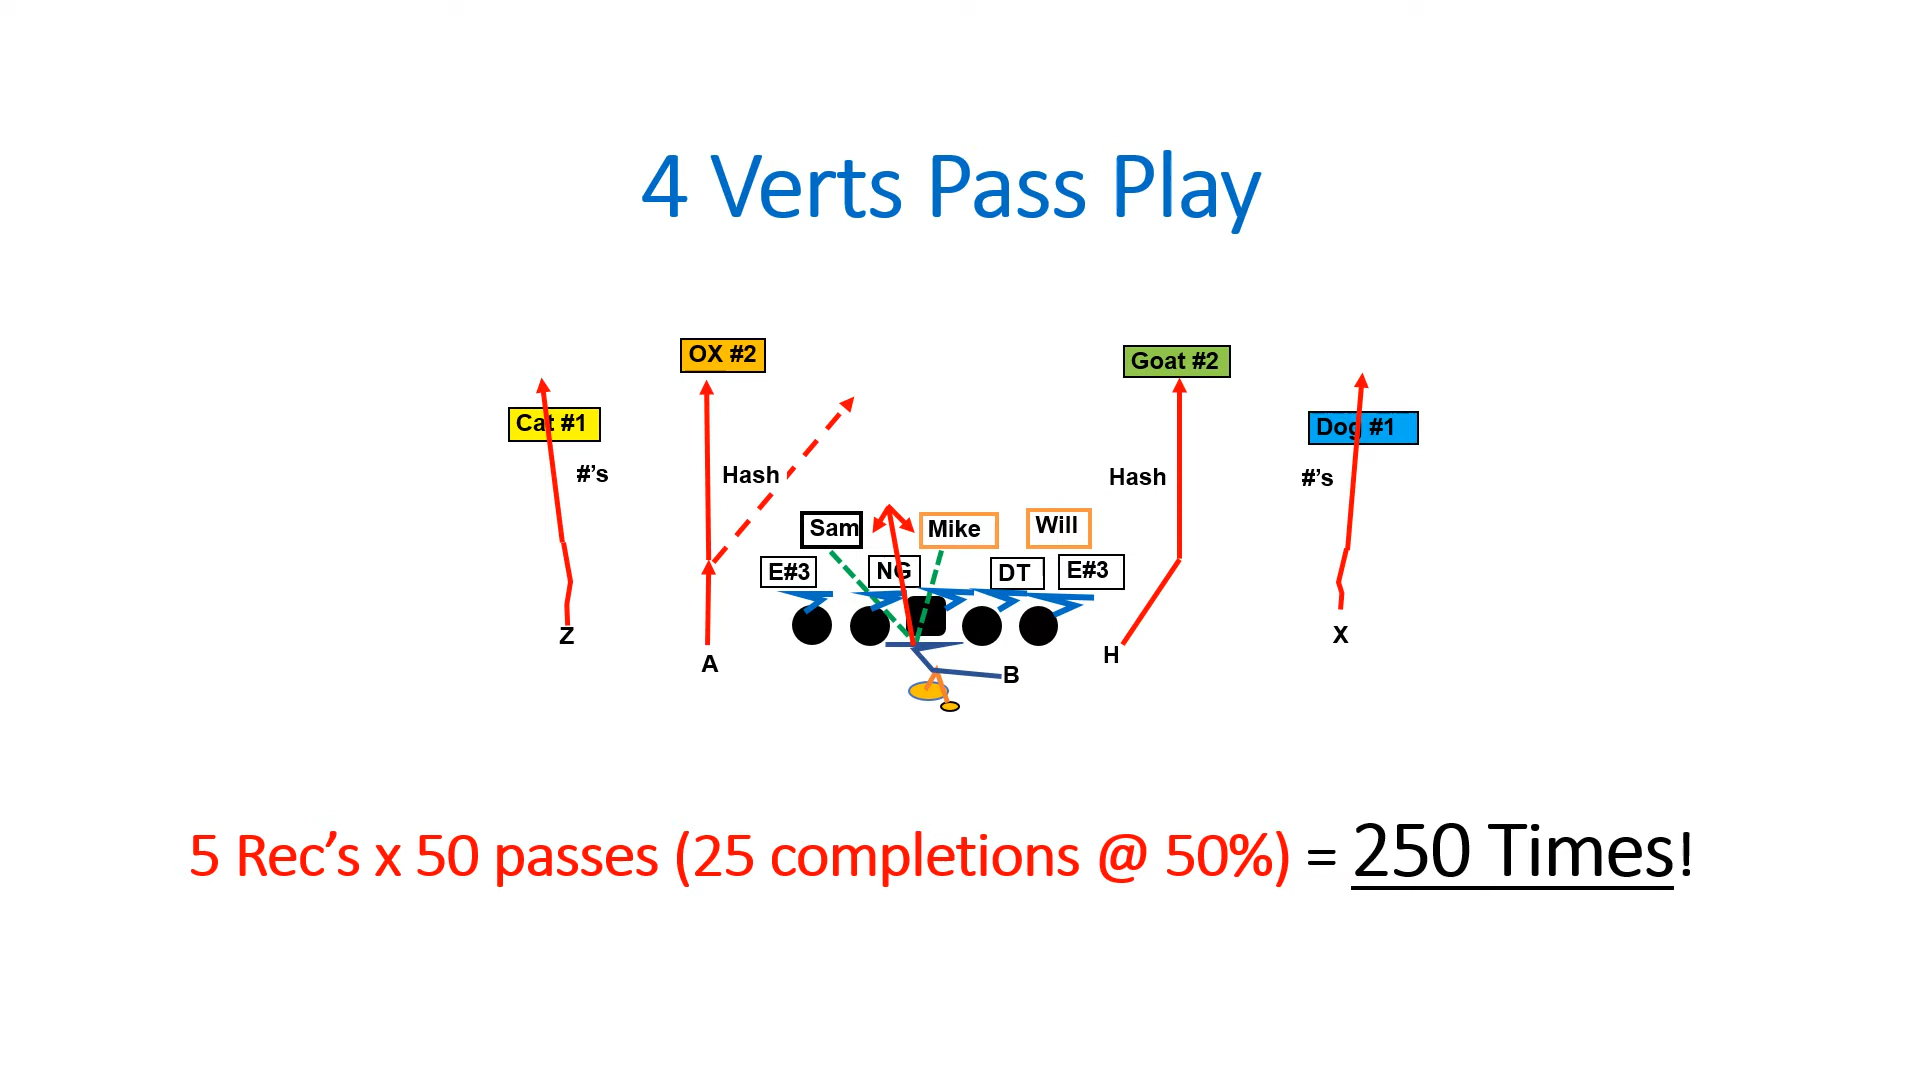 4 Verts Pass Play
OX #2
Goat #2
Cat #1
Dog #1
#'s
Hash
Hash
#'s
Sam
Mike
Will
E#3
NG
DT
E#3
Z
A
B
H
X
5 Rec’s x 50 passes (25 completions @ 50%) = 250 Times!